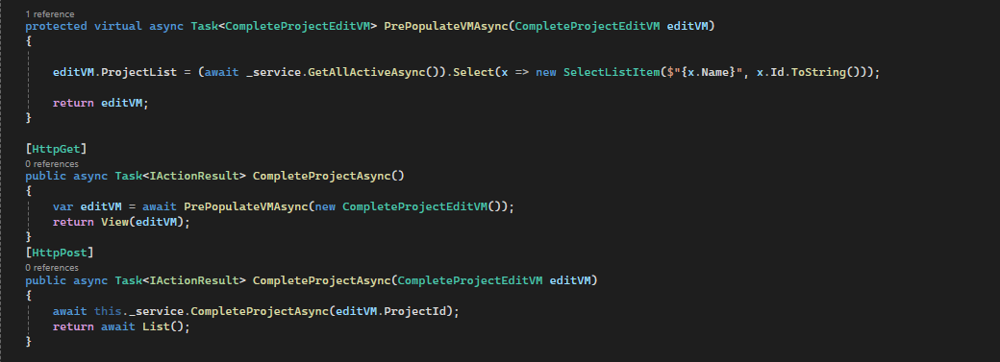 1 reference
protected virtual async Task<CompleteProjectEditVM> PrePopulateVMAsync(CompleteProjectEditVM editVM)
{
editVM.ProjectList = (await _service.GetAllActiveAsync()).Select(x => new SelectListItem($"{x.Name}", x.Id.ToString()));
return editVM;
}
[HttpGet]
0 references
public async Task<IActionResult> CompleteProjectAsync()
{
var editVM = await PrePopulateVMAsync(new CompleteProjectEditVM());
return View(editVM);
}
[HttpPost]
0 references
public async Task<IActionResult> CompleteProjectAsync(CompleteProjectEditVM editVM)
{
await this._service.CompleteProjectAsync(editVM.ProjectId);
return await List();
}